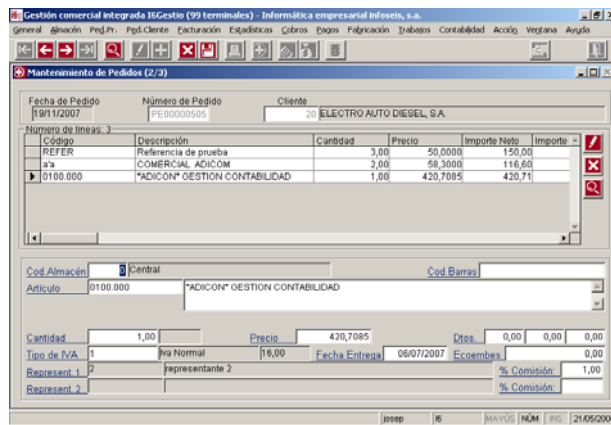 Gestión comercial integrada I6Gestio (99 terminales) - Informática empresarial infoseis, s.a.
General Almacén Ped.Pr. Ped.Cliente Facturación Estadísticas Cobros Pagos Fabricación Trabajos Contabilidad Acción Ventana Ayuda
Mantenimiento de Pedidos (2/3)
Fecha de Pedido Número de Pedido Cliente
19/11/2007 PE00000505 20 ELECTRO AUTO DIESEL, S.A.
Número de líneas: 3
Código Descripción Cantidad Precio Importe Neto Importe
REFER Referencia de prueba 3,00 50,0000 150,00
a'a COMERCIAL ADICOM 2,00 58,3000 116,60
0100.000 "ADICON" GESTION CONTABILIDAD 1,00 420,7085 420,71
Cod.Almacén 0 Central Cod.Barras
Artículo 0100.000 "ADICON" GESTION CONTABILIDAD
Cantidad 1,00 Precio 420,7085 Dtos. 0,00 0,00 0,00
Tipo de IVA 1 Iva Normal 16,00 Fecha Entrega 06/07/2007 Ecoembes 0,00
Represent.1 2 representante 2 % Comisión: 1,00
Represent.2 % Comisión:
josep I6 MAYÚS NÚM INS 21/05/200